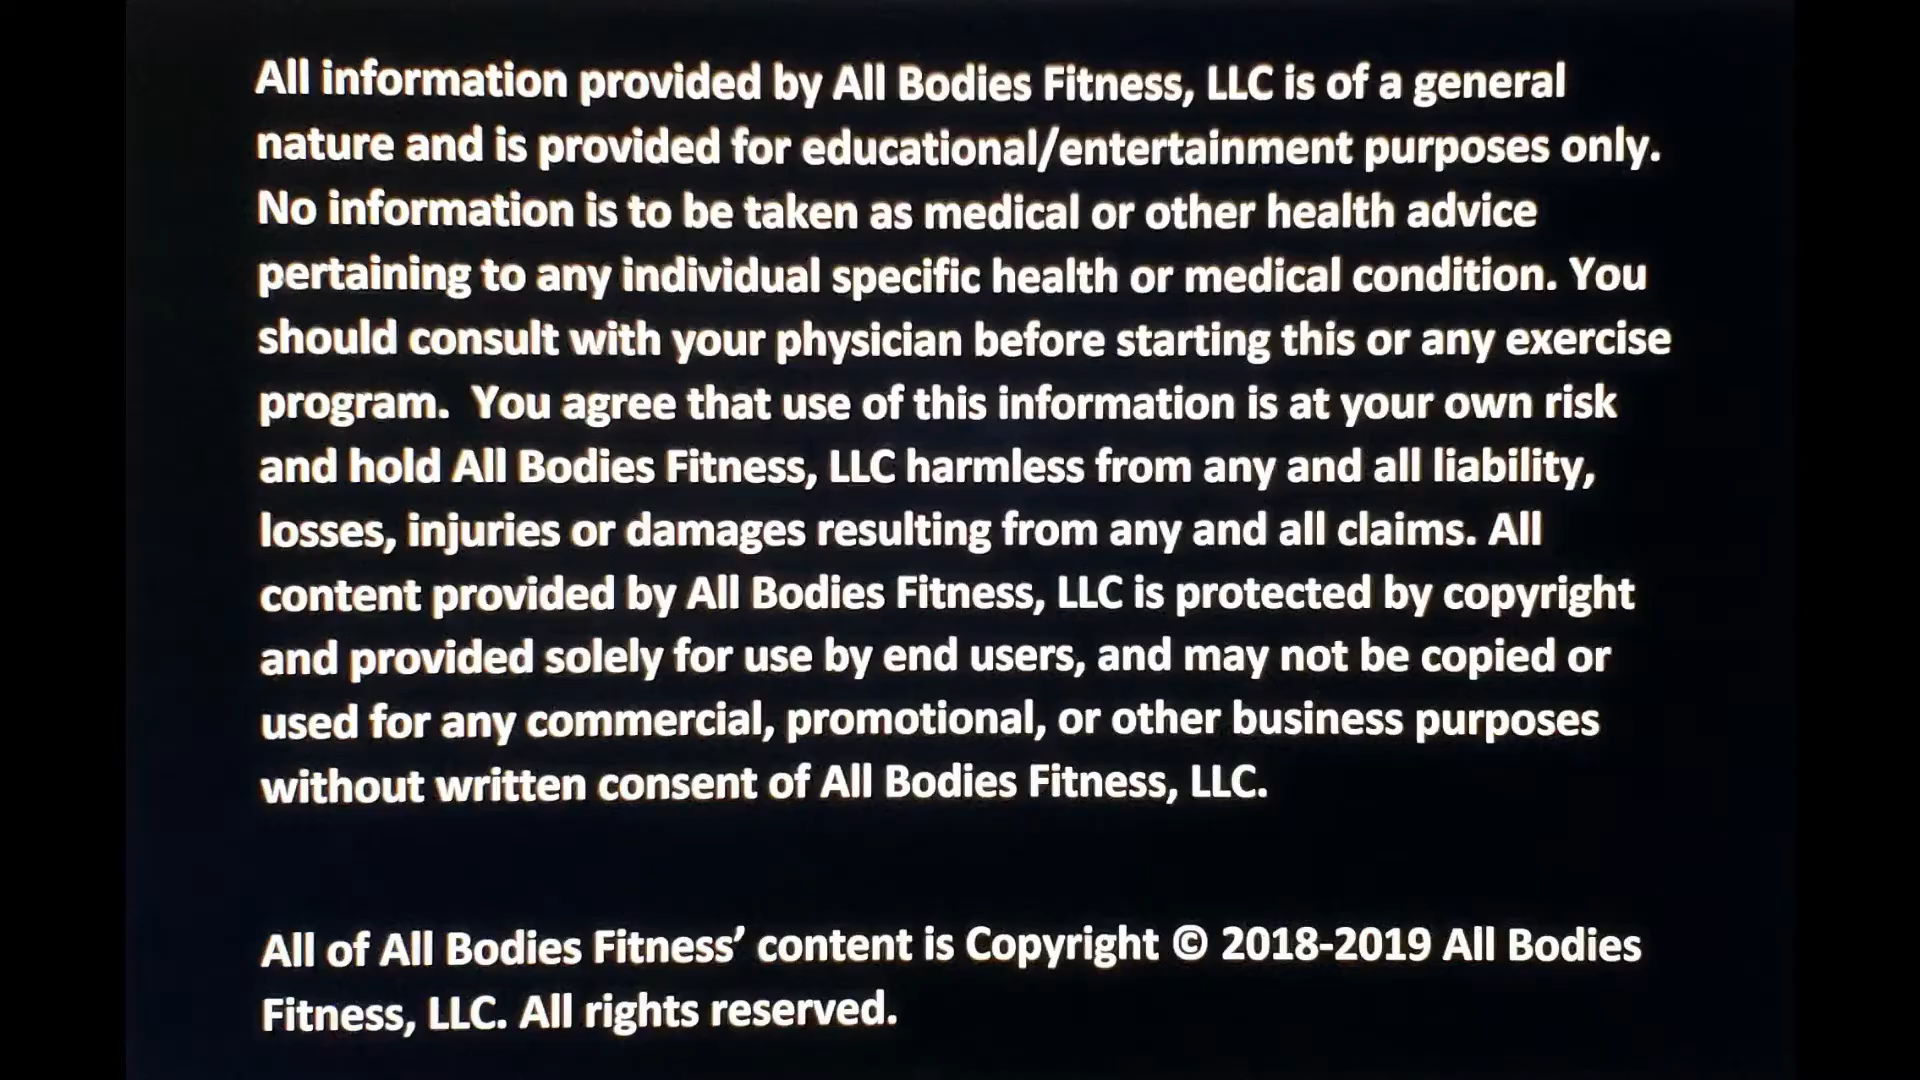 All information provided by All Bodies Fitness, LLC is of a general
nature and is provided for educational/entertainment purposes only.
No information is to be taken as medical or other health advice
pertaining to any individual specific health or medical condition. You
should consult with your physician before starting this or any exercise
program.  You agree that use of this information is at your own risk
and hold All Bodies Fitness, LLC harmless from any and all liability,
losses, injuries or damages resulting from any and all claims. All
content provided by All Bodies Fitness, LLC is protected by copyright
and provided solely for use by end users, and may not be copied or
used for any commercial, promotional, or other business purposes
without written consent of All Bodies Fitness, LLC.
All of All Bodies Fitness’ content is Copyright © 2018-2019 All Bodies
Fitness, LLC. All rights reserved.